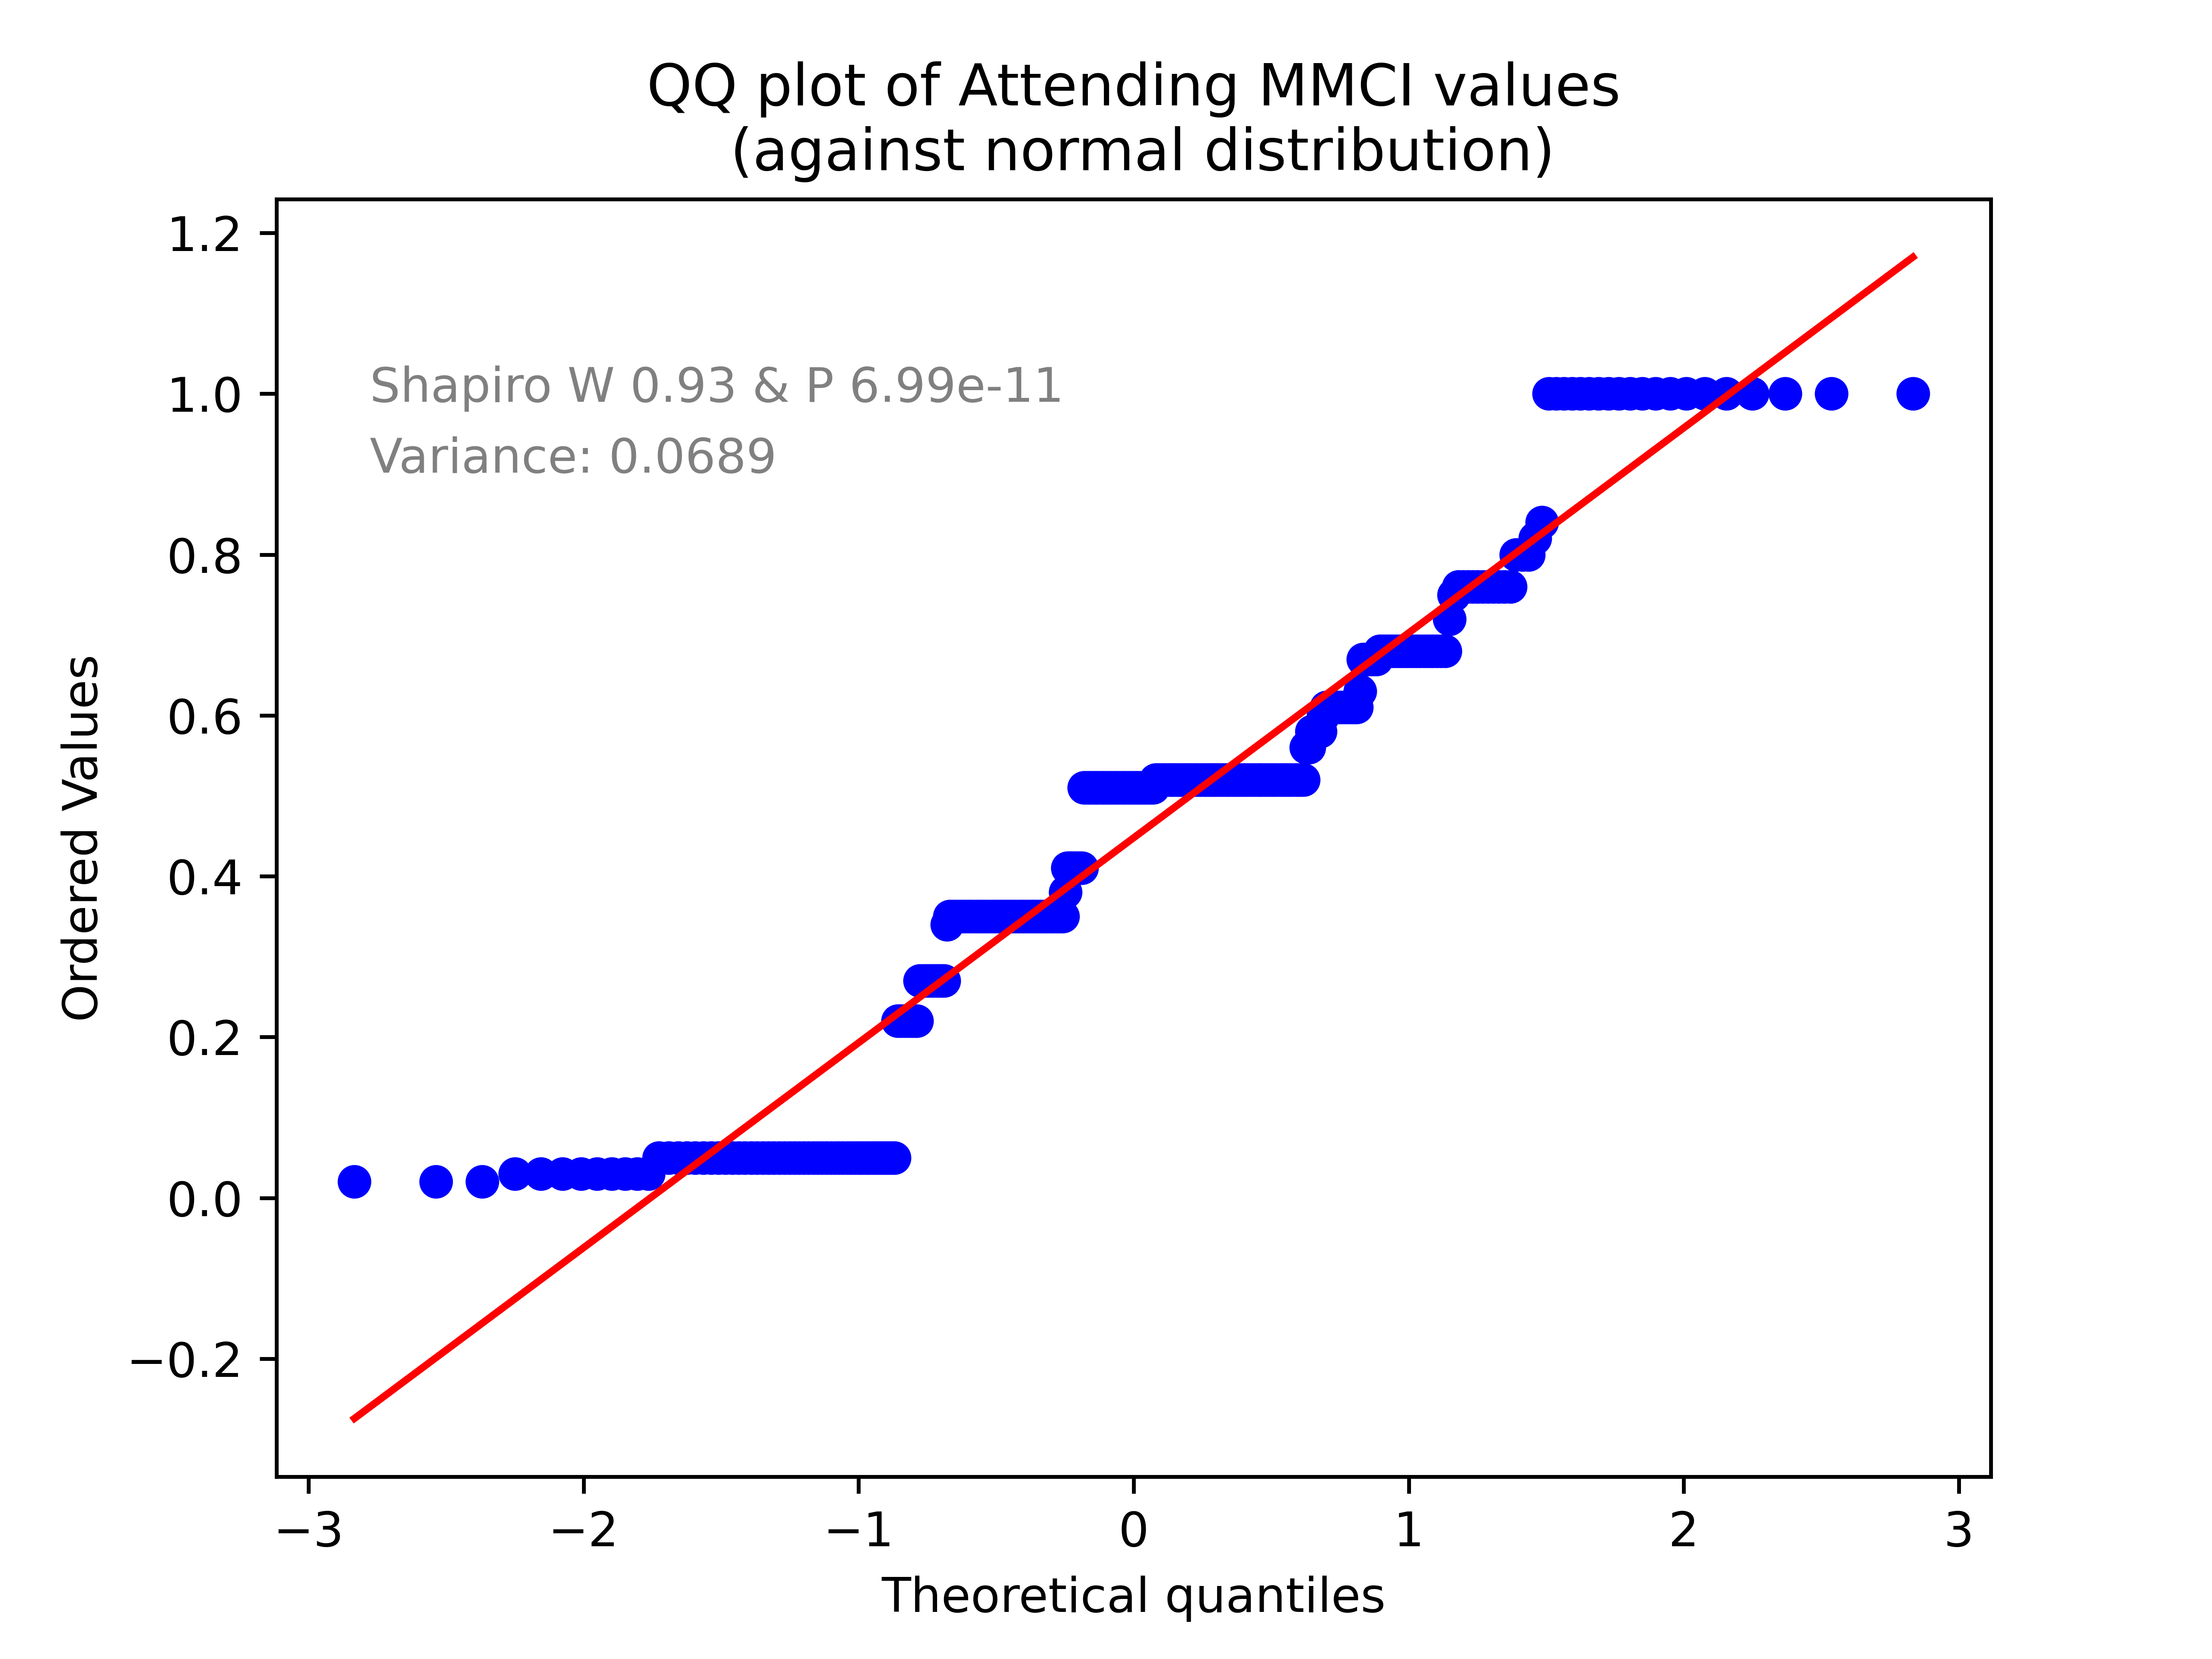 QQ plot of Attending MMCI values
(against normal distribution)
1.2
1.0
0.8
0.6
0.4
0.2
0.0
−0.2
Ordered Values
Shapiro W 0.93 & P 6.99e-11
Variance: 0.0689
−3 −2 −1 0 1 2 3
Theoretical quantiles